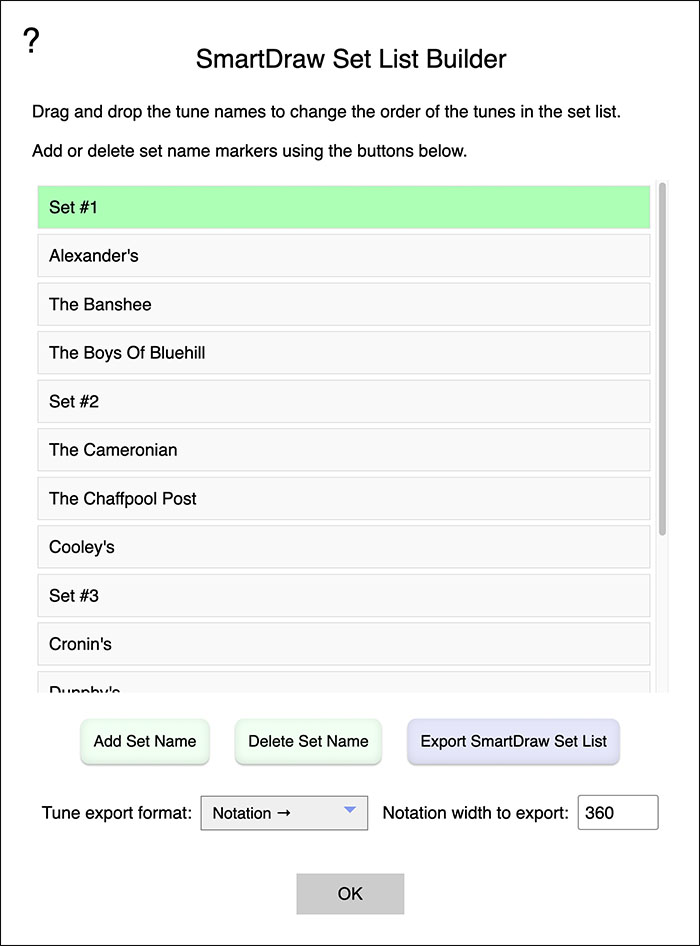 ?
SmartDraw Set List Builder
Drag and drop the tune names to change the order of the tunes in the set list.
Add or delete set name markers using the buttons below.
Set #1
Alexander's
The Banshee
The Boys Of Bluehill
Set #2
The Cameronian
The Chaffpool Post
Cooley's
Set #3
Cronin's
Dunphy's
Add Set Name Delete Set Name Export SmartDraw Set List
Tune export format: Notation → Notation width to export: 360
OK